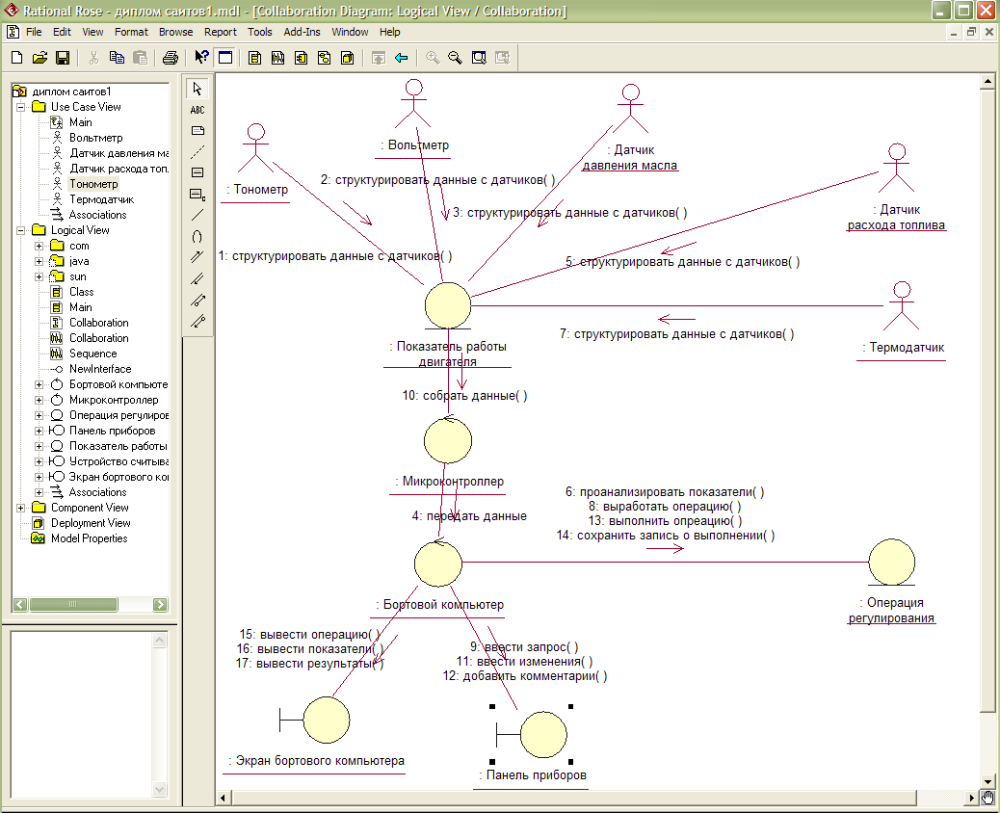 Rational Rose - диплом саитов1.mdl - [Collaboration Diagram: Logical View / Collaboration]
File Edit View Format Browse Report Tools Add-Ins Window Help
ABC
диплом саитов1
Use Case View
Main
Вольтметр
Датчик давления ма
Датчик расхода топ.
Тонометр
Термодатчик
Associations
Logical View
com
java
sun
Class
Main
Collaboration
Collaboration
Sequence
NewInterface
Бортовой компьюте
Микроконтроллер
Операция регулиров
Панель приборов
Показатель работы
Устройство считыва
Экран бортового ко
Associations
Component View
Deployment View
Model Properties
: Тонометр
: Вольтметр
: Датчик
давления масла
: Датчик
расхода топлива
: Термодатчик
2: структурировать данные с датчиков( )
3: структурировать данные с датчиков( )
1: структурировать данные с датчиков( )
5: структурировать данные с датчиков( )
7: структурировать данные с датчиков( )
: Показатель работы
двигателя
10: собрать данные( )
: Микроконтроллер
4: передать данные
6: проанализировать показатели( )
8: выработать операцию( )
13: выполнить опреацию( )
14: сохранить запись о выполнении( )
: Бортовой компьютер
: Операция
регулирования
15: вывести операцию( )
16: вывести показатели( )
17: вывести результаты( )
9: ввести запрос( )
11: ввести изменения( )
12: добавить комментарии( )
: Экран бортового компьютера
: Панель приборов